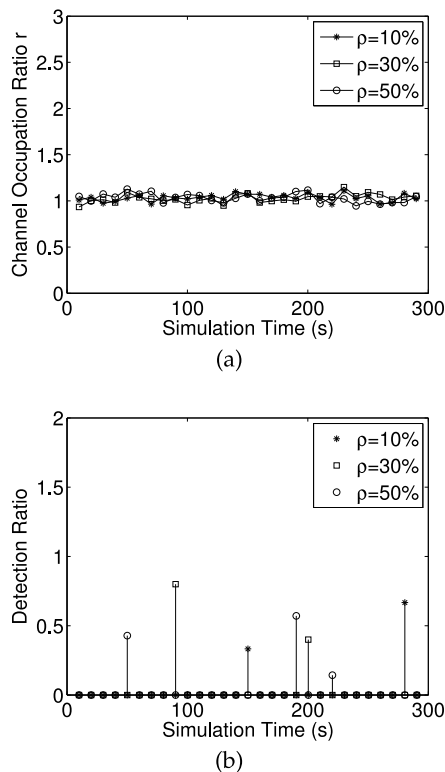 3
2.5
2
1.5
1
0.5
0
Channel Occupation Ratio r
ρ=10%
ρ=30%
ρ=50%
0 100 200 300
Simulation Time (s)
(a)
2
1.5
1
0.5
0
Detection Ratio
ρ=10%
ρ=30%
ρ=50%
0 100 200 300
Simulation Time (s)
(b)